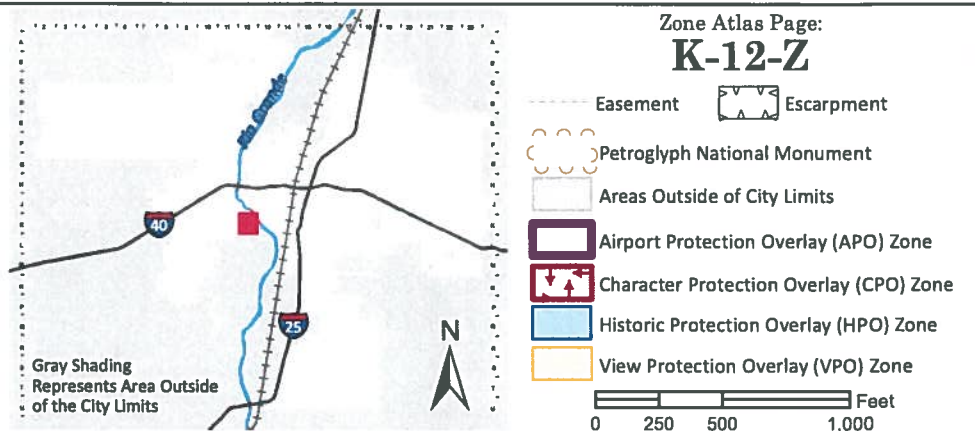 Zone Atlas Page:
K-12-Z
Easement
Escarpment
Petroglyph National Monument
Areas Outside of City Limits
Airport Protection Overlay (APO) Zone
Character Protection Overlay (CPO) Zone
Historic Protection Overlay (HPO) Zone
View Protection Overlay (VPO) Zone
Feet
0 250 500 1,000
Rio Grande
40
25
N
Gray Shading
Represents Area Outside
of the City Limits